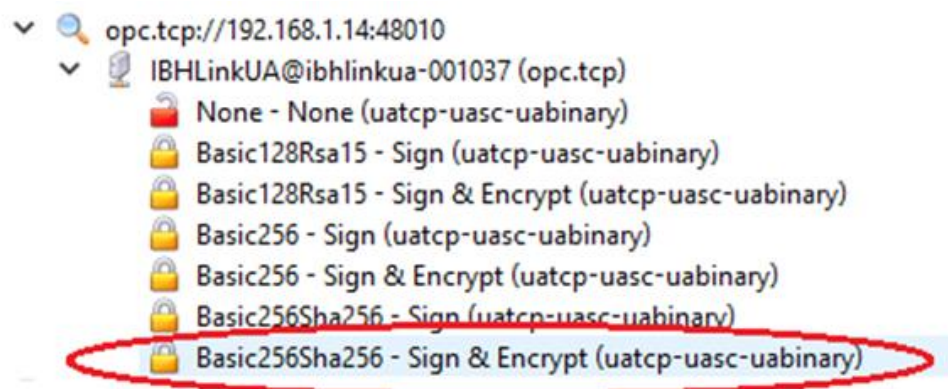 opc.tcp://192.168.1.14:48010
IBHLinkUA@ibhlinkua-001037 (opc.tcp)
None - None (uatcp-uasc-uabinary)
Basic128Rsa15 - Sign (uatcp-uasc-uabinary)
Basic128Rsa15 - Sign & Encrypt (uatcp-uasc-uabinary)
Basic256 - Sign (uatcp-uasc-uabinary)
Basic256 - Sign & Encrypt (uatcp-uasc-uabinary)
Basic256Sha256 - Sign (uatcp-uasc-uabinary)
Basic256Sha256 - Sign & Encrypt (uatcp-uasc-uabinary)